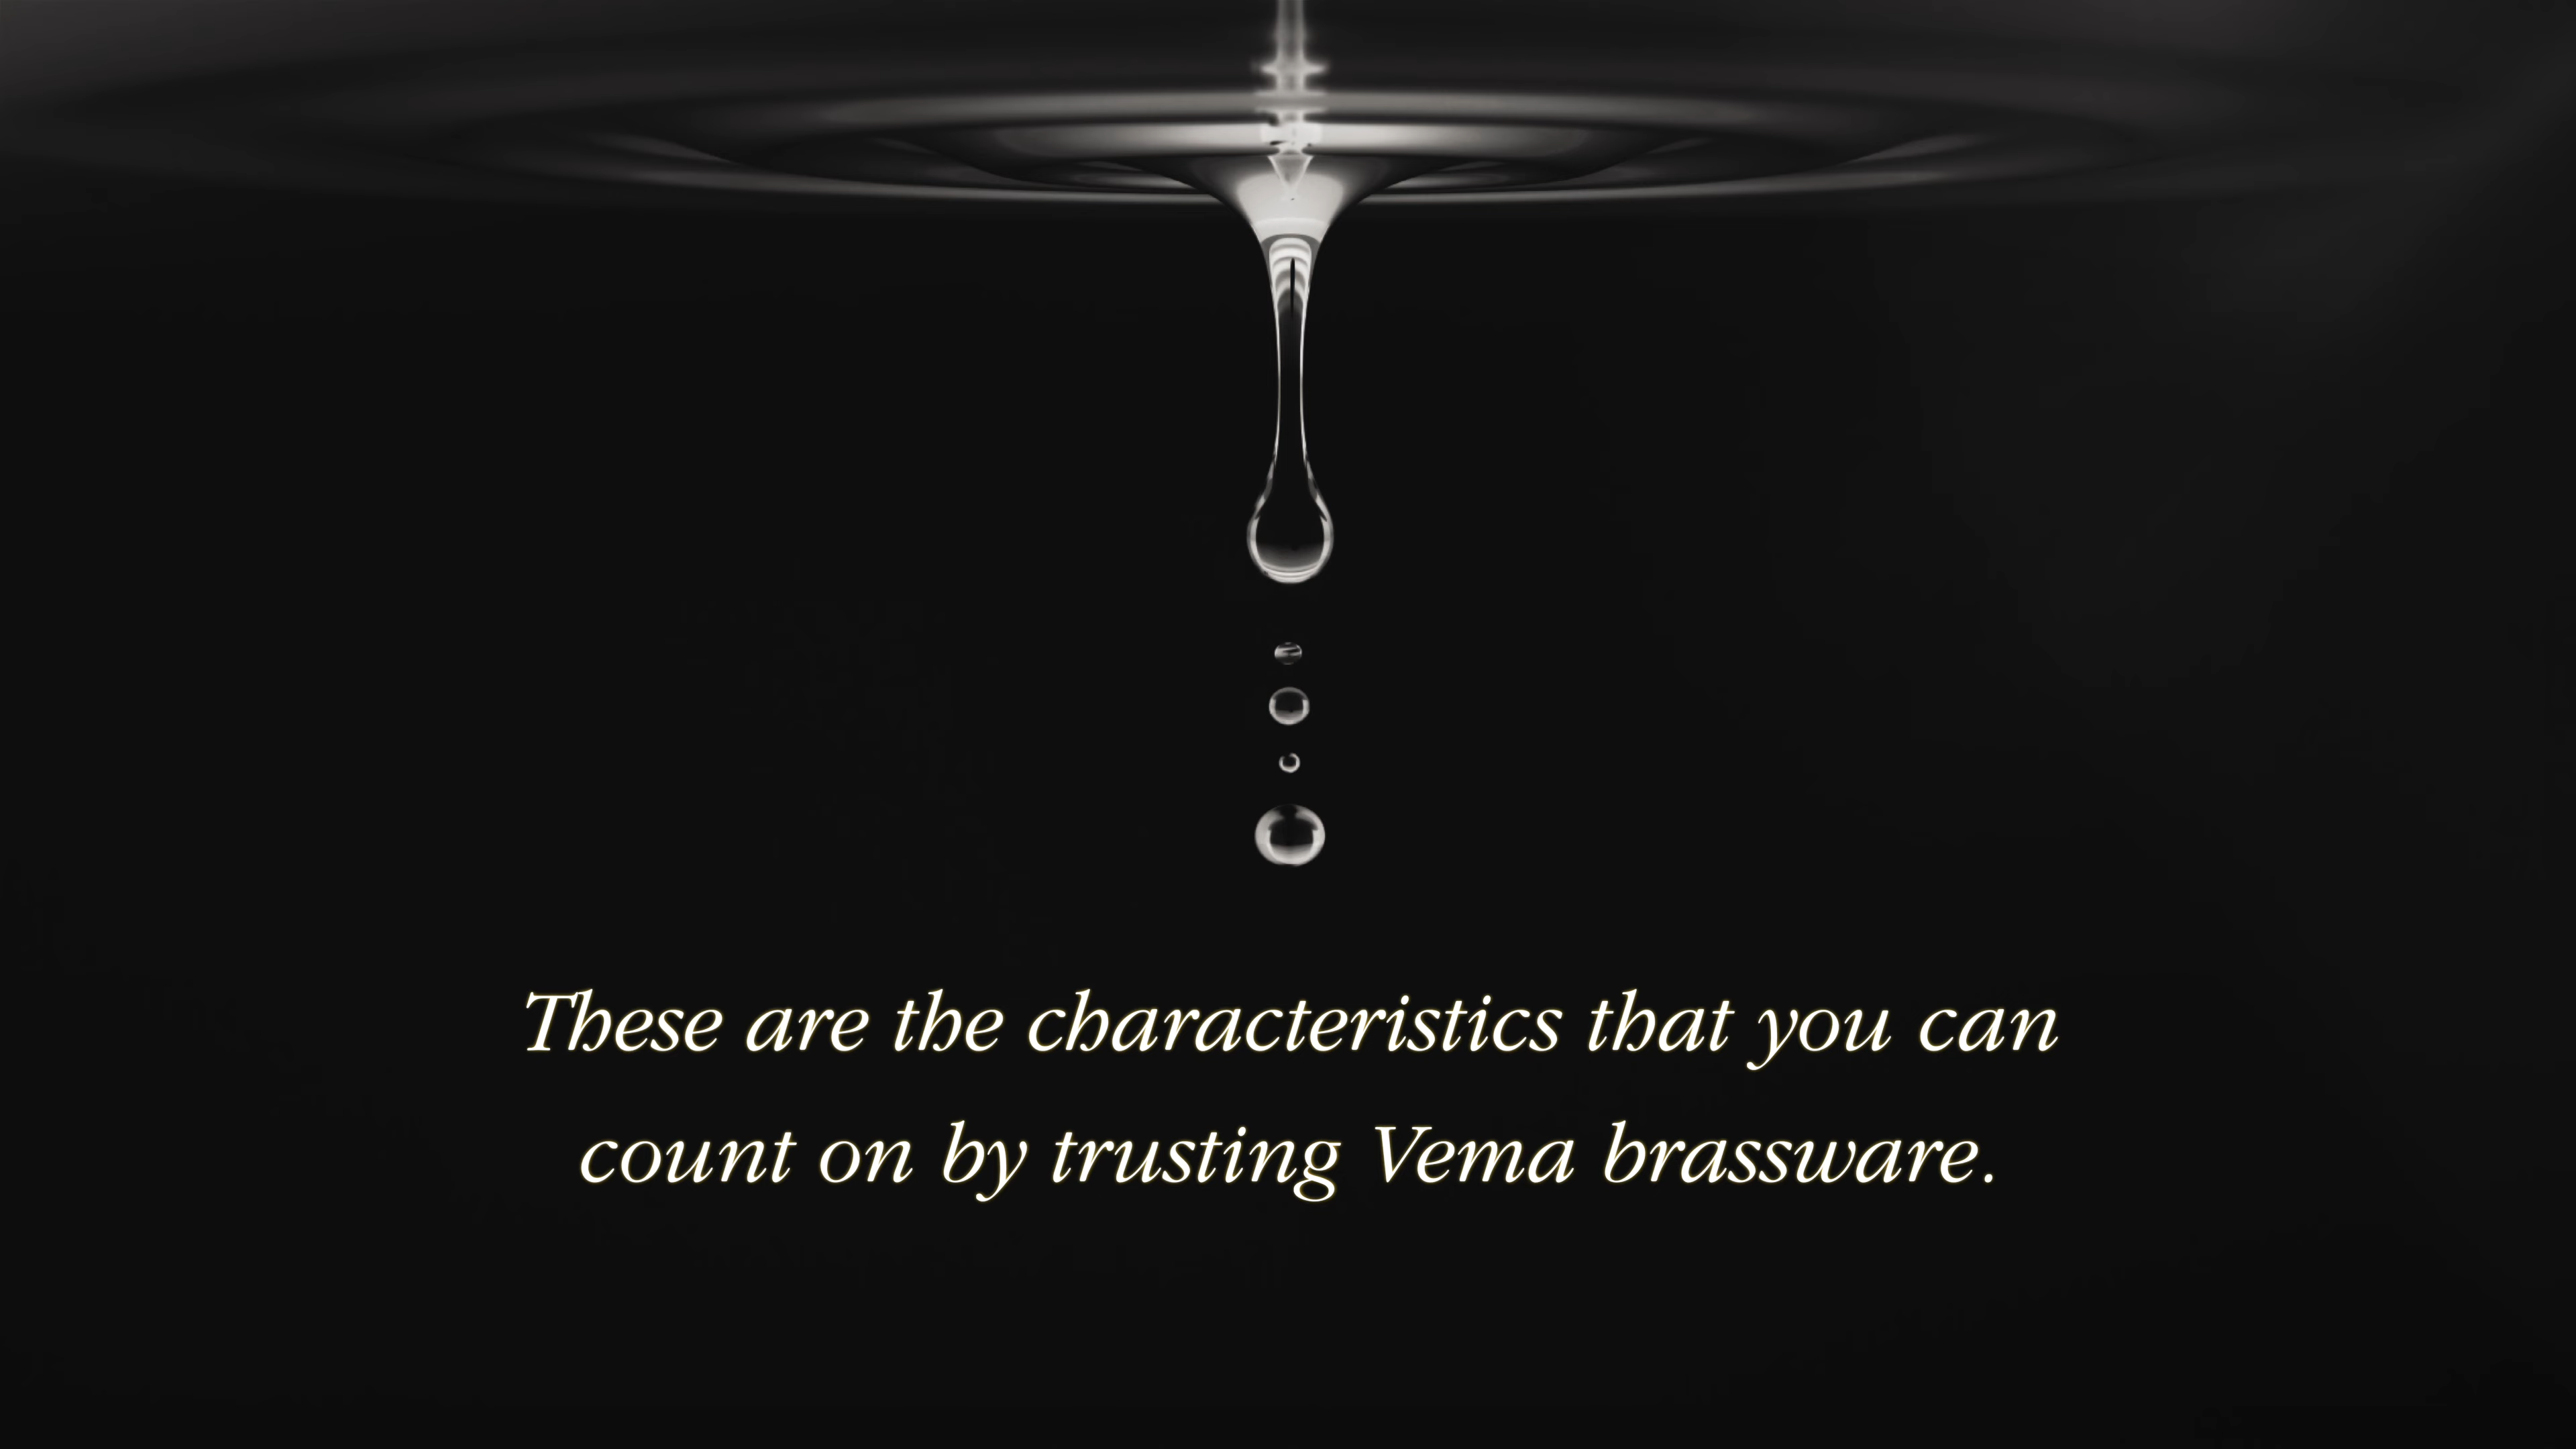 These are the characteristics that you can
count on by trusting Vema brassware.